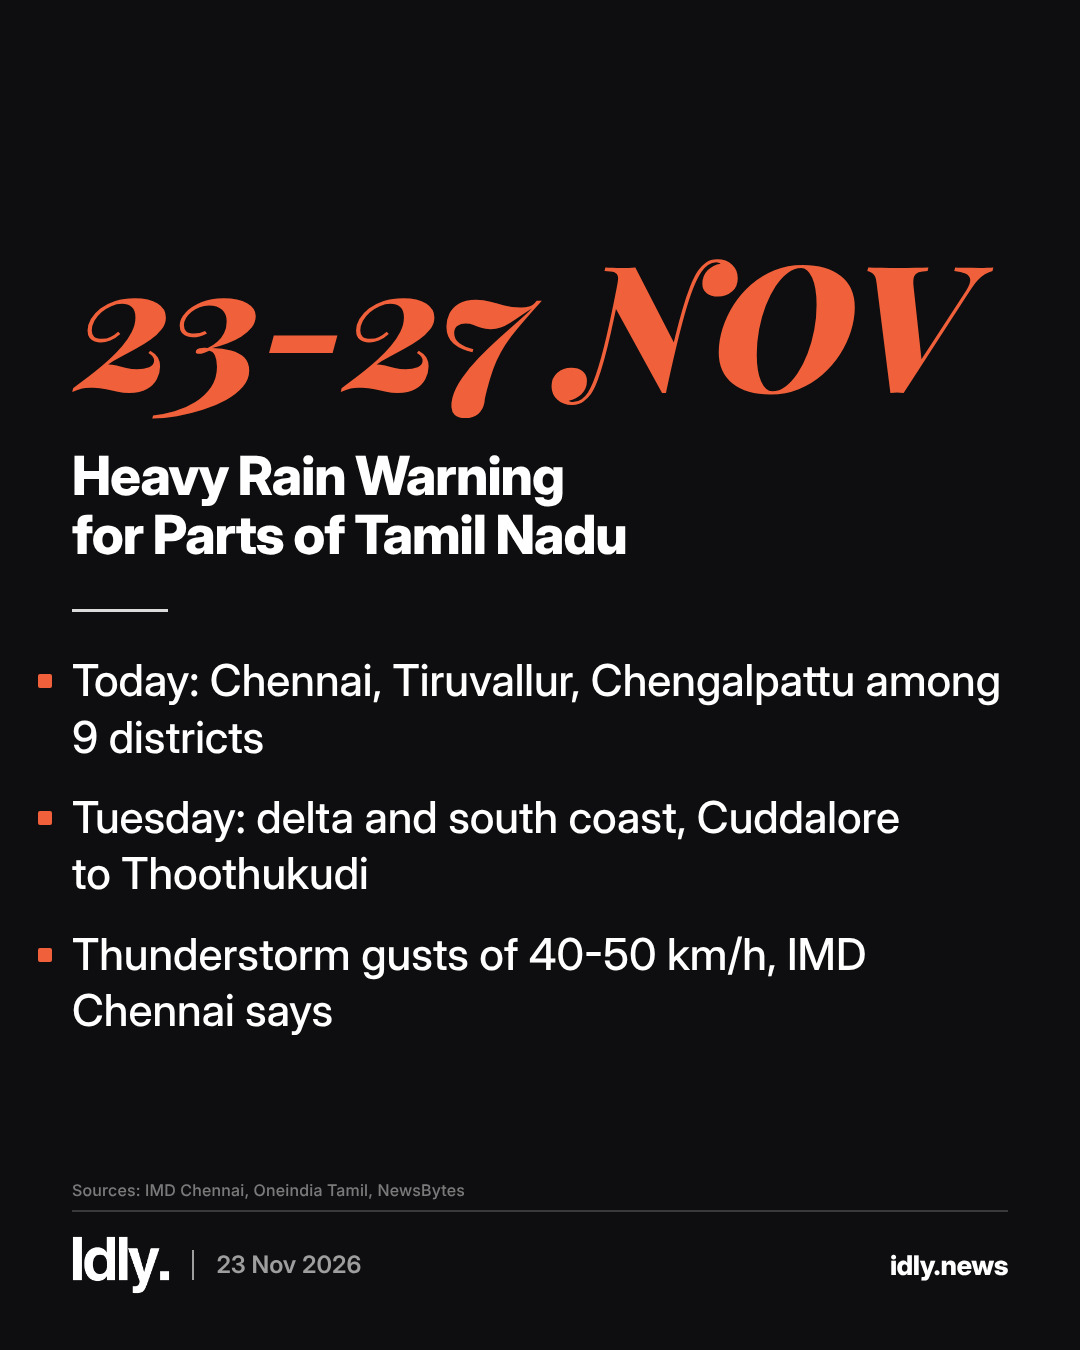 23–27 NOV
Heavy Rain Warning
for Parts of Tamil Nadu
Today: Chennai, Tiruvallur, Chengalpattu among
9 districts
Tuesday: delta and south coast, Cuddalore
to Thoothukudi
Thunderstorm gusts of 40-50 km/h, IMD
Chennai says
Sources: IMD Chennai, Oneindia Tamil, NewsBytes
Idly. | 23 Nov 2026
idly.news